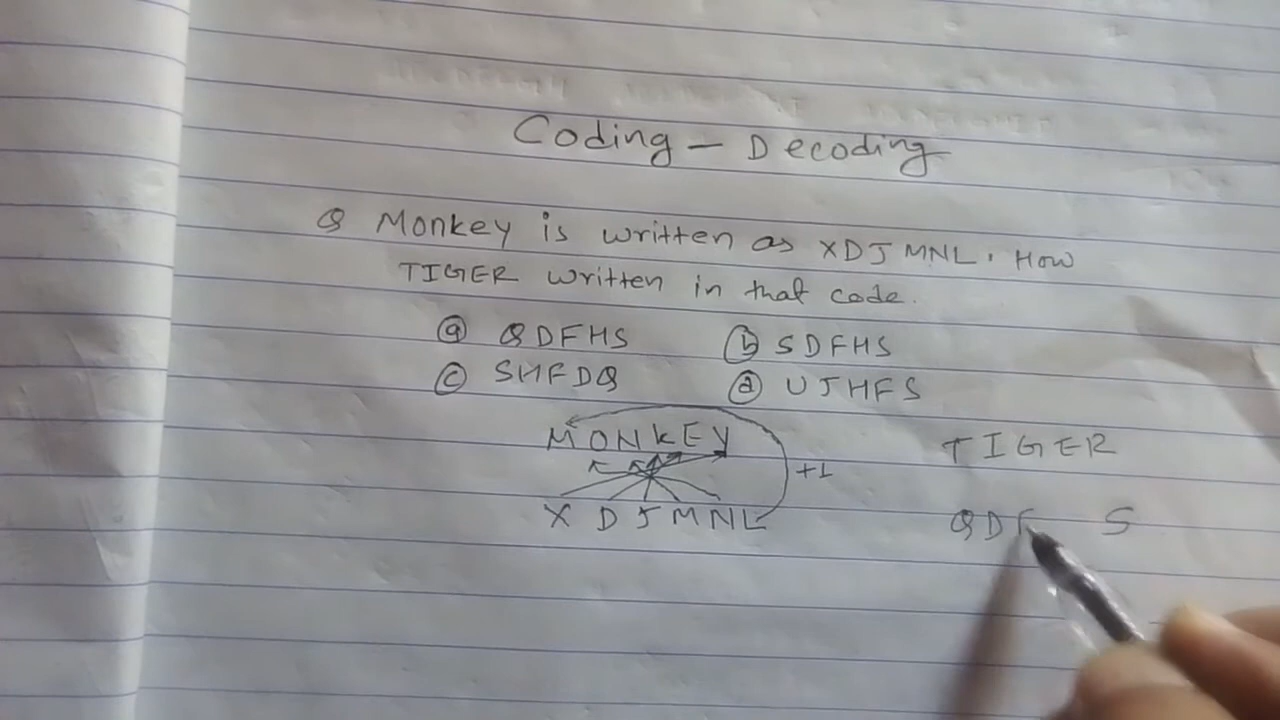 Coding - Decoding
Q Monkey is written as XDJMNL. How
TIGER written in that code.
(a) QDFHS (b) SDFHS
(c) SHFDQ (d) UJHFS
MONKEY TIGER
+1
XDJMNL QDF S